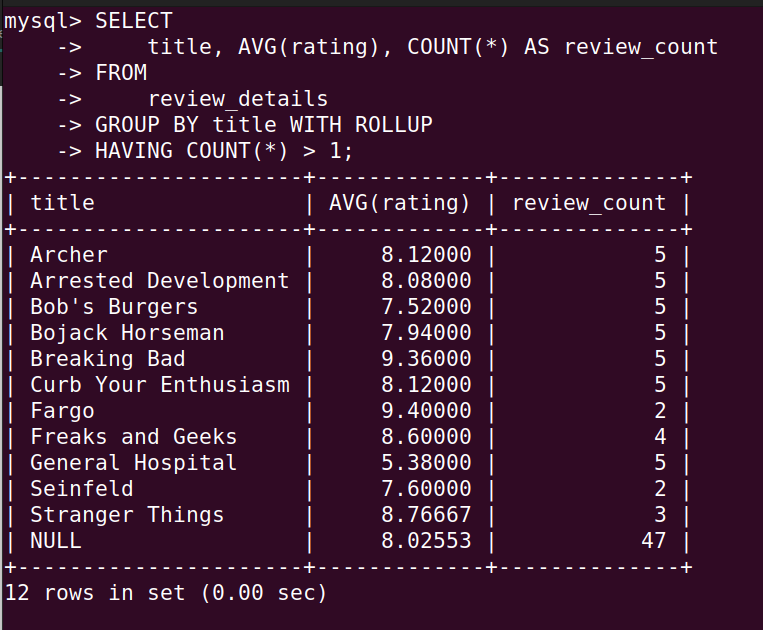 mysql> SELECT
    ->     title, AVG(rating), COUNT(*) AS review_count
    -> FROM
    ->     review_details
    -> GROUP BY title WITH ROLLUP
    -> HAVING COUNT(*) > 1;
+----------------------+-------------+--------------+
| title                | AVG(rating) | review_count |
+----------------------+-------------+--------------+
| Archer               |     8.12000 |            5 |
| Arrested Development |     8.08000 |            5 |
| Bob's Burgers        |     7.52000 |            5 |
| Bojack Horseman      |     7.94000 |            5 |
| Breaking Bad         |     9.36000 |            5 |
| Curb Your Enthusiasm |     8.12000 |            5 |
| Fargo                |     9.40000 |            2 |
| Freaks and Geeks     |     8.60000 |            4 |
| General Hospital     |     5.38000 |            5 |
| Seinfeld             |     7.60000 |            2 |
| Stranger Things      |     8.76667 |            3 |
| NULL                 |     8.02553 |           47 |
+----------------------+-------------+--------------+
12 rows in set (0.00 sec)